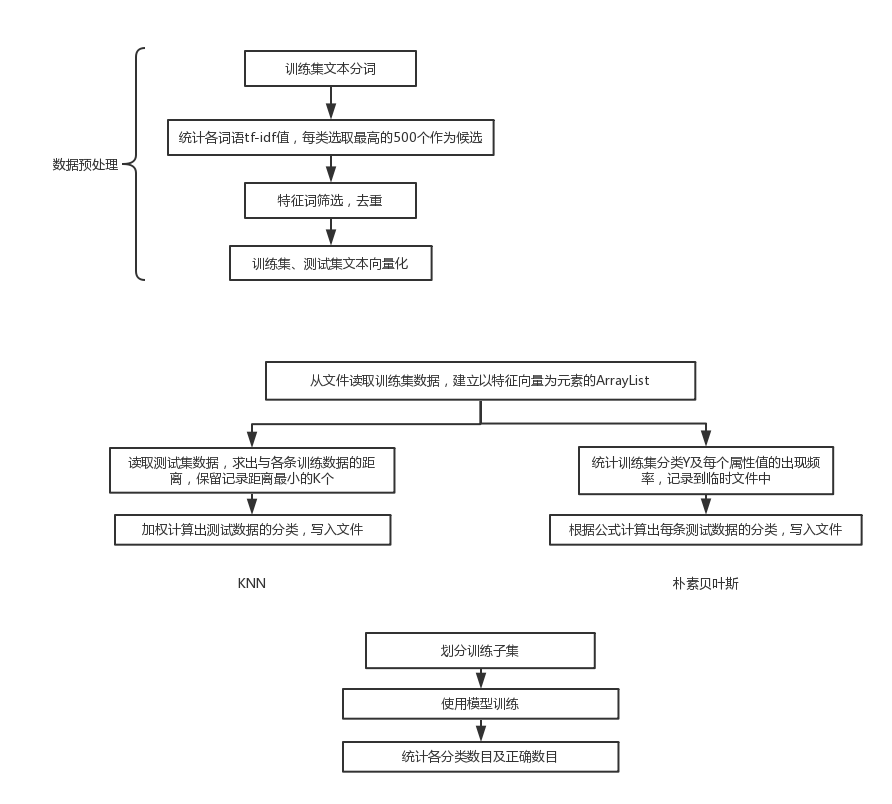 训练集文本分词
统计各词语tf-idf值，每类选取最高的500个作为候选
数据预处理
特征词筛选，去重
训练集、测试集文本向量化
从文件读取训练集数据，建立以特征向量为元素的ArrayList
读取测试集数据，求出与各条训练数据的距
离，保留记录距离最小的K个
统计训练集分类Y及每个属性值的出现频
率，记录到临时文件中
加权计算出测试数据的分类，写入文件
根据公式计算出每条测试数据的分类，写入文件
KNN
朴素贝叶斯
划分训练子集
使用模型训练
统计各分类数目及正确数目